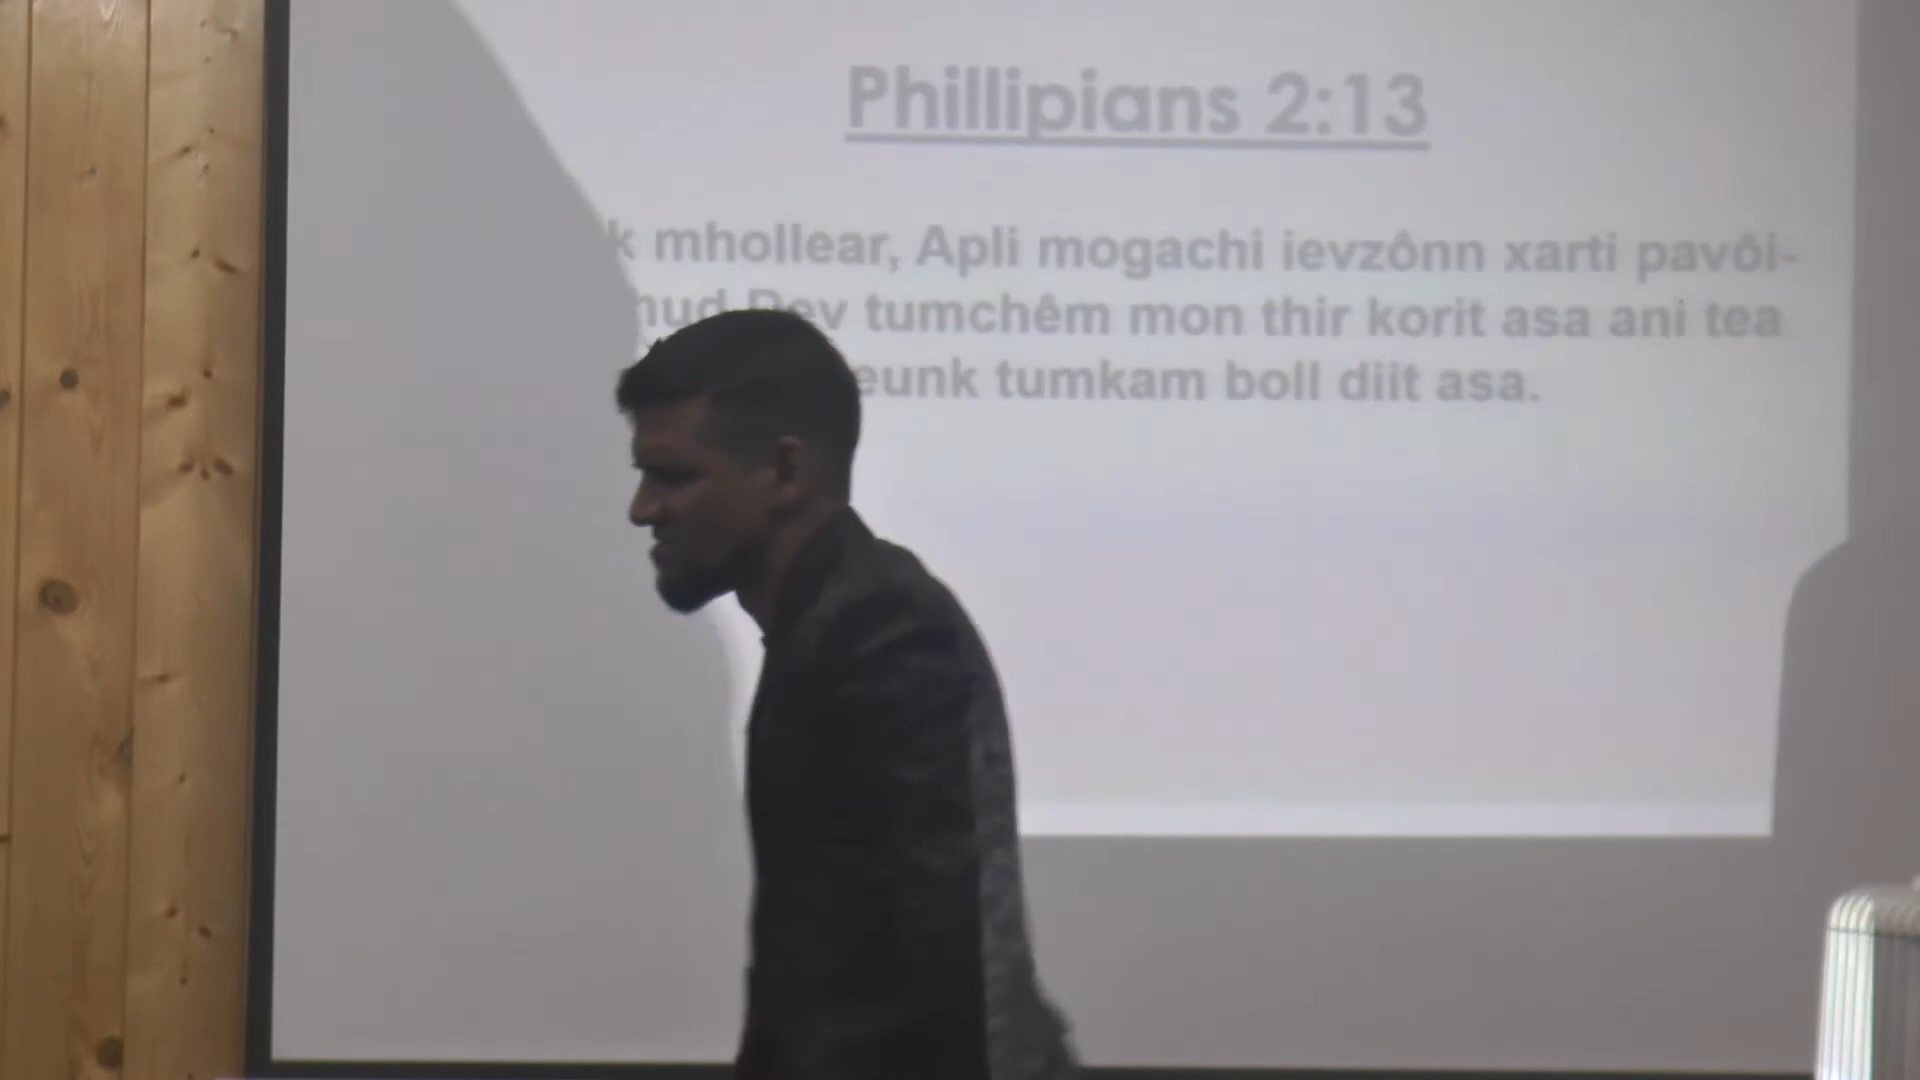 Phillipians 2:13
mhollear, Apli mogachi ievzônn xarti pavôi-
Dev tumchêm mon thir korit asa ani tea
tumkam boll diit asa.